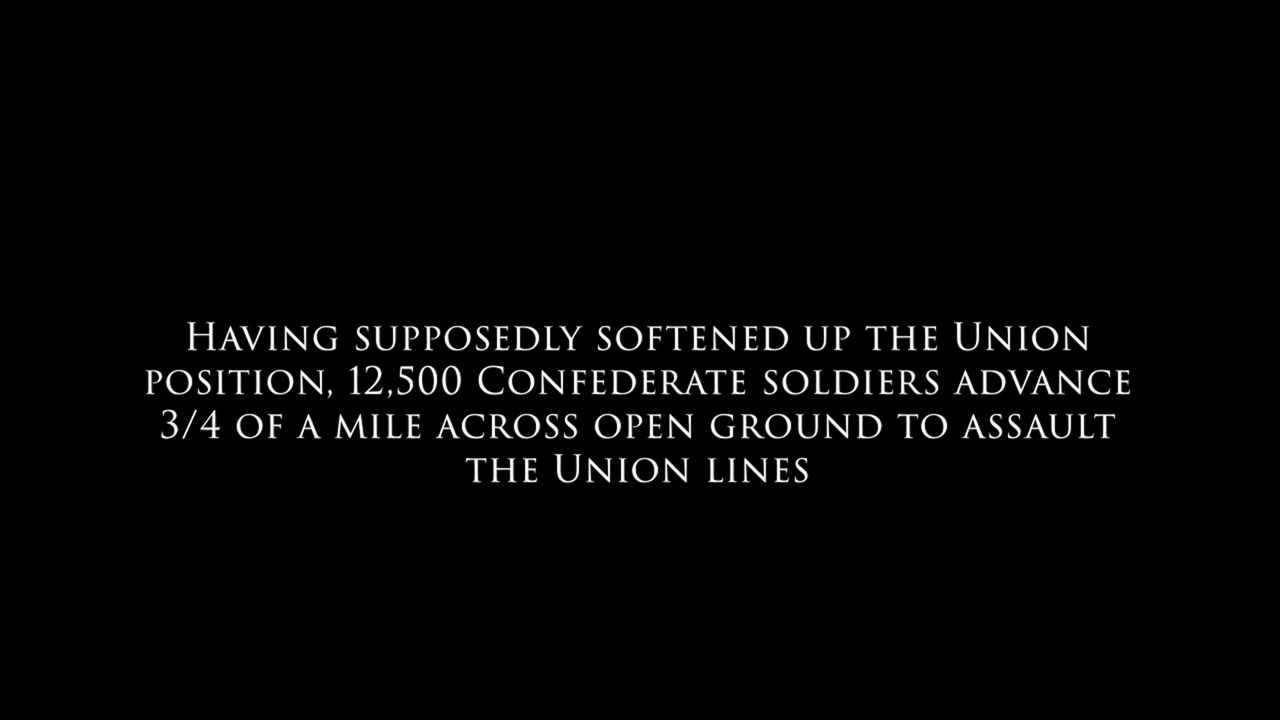 Having supposedly softened up the Union
position, 12,500 Confederate soldiers advance
3/4 of a mile across open ground to assault
the Union lines